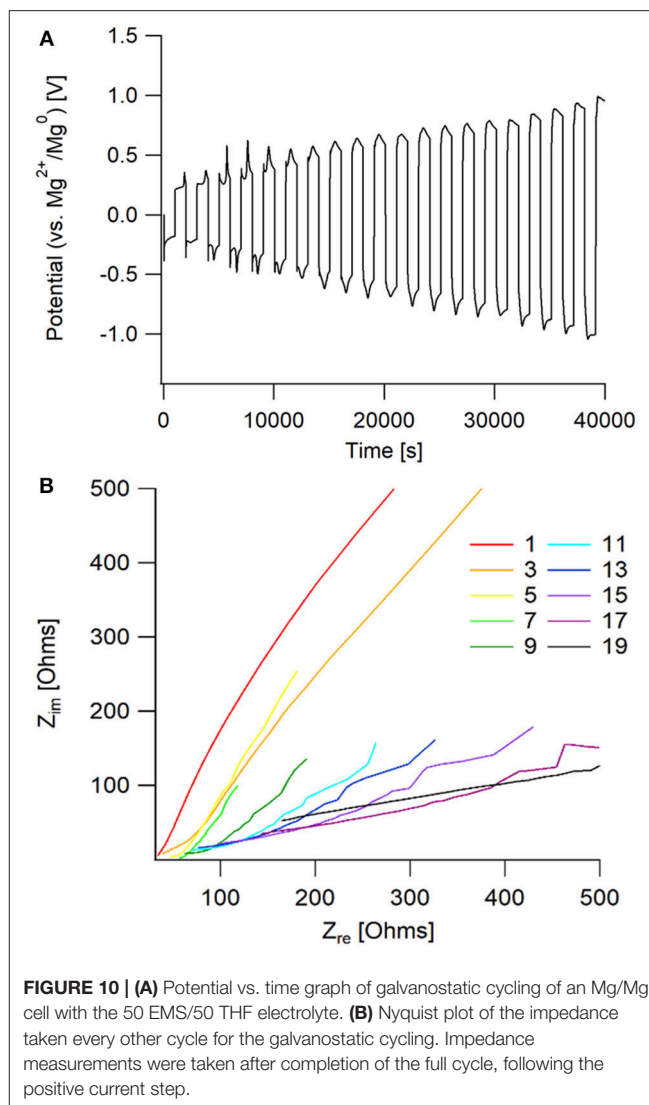 A
1.5
1.0
0.5
0.0
-0.5
-1.0
Potential (vs. Mg2+/Mg0) [V]
0
10000
20000
30000
40000
Time [s]
B
500
400
300
200
100
Zim [Ohms]
1
3
5
7
9
11
13
15
17
19
100
200
300
400
500
Zre [Ohms]
FIGURE 10 | (A) Potential vs. time graph of galvanostatic cycling of an Mg/Mg
cell with the 50 EMS/50 THF electrolyte. (B) Nyquist plot of the impedance
taken every other cycle for the galvanostatic cycling. Impedance
measurements were taken after completion of the full cycle, following the
positive current step.